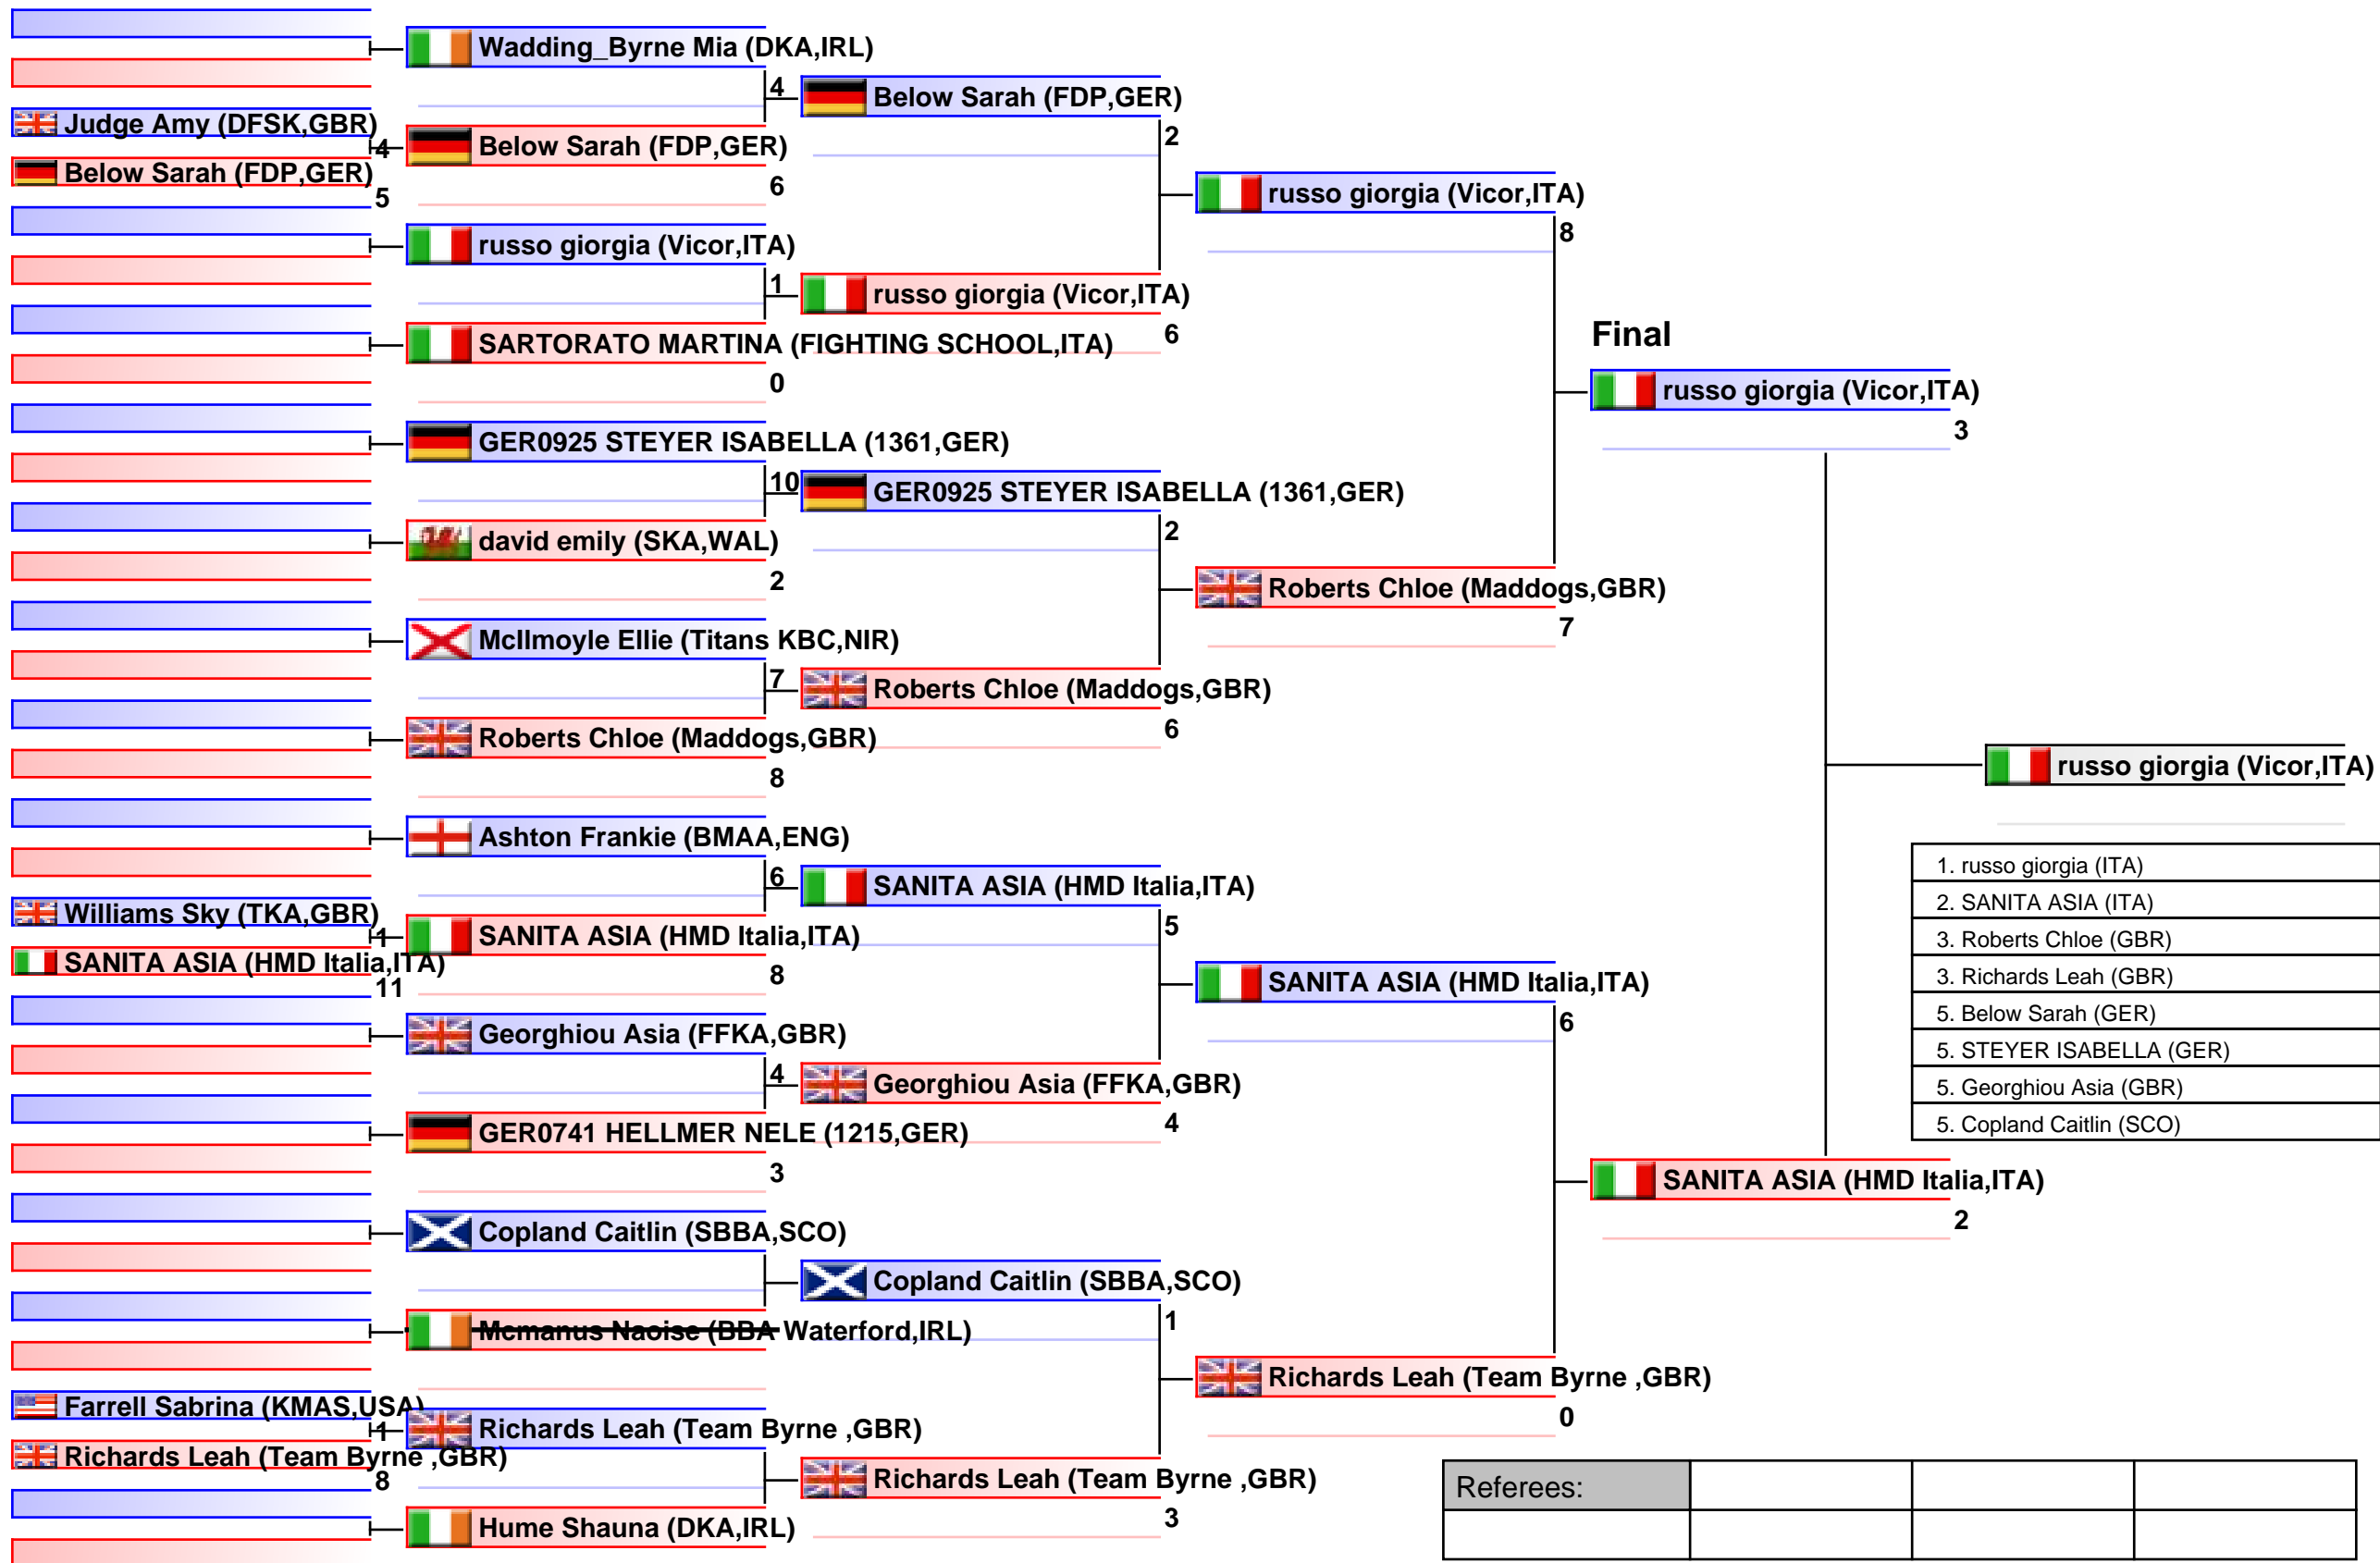 Judge Amy (DFSK,GBR)
4
Below Sarah (FDP,GER)
5
Williams Sky (TKA,GBR)
1
SANITA ASIA (HMD Italia,ITA)
11
Farrell Sabrina (KMAS,USA)
1
Richards Leah (Team Byrne ,GBR)
8
Wadding_Byrne Mia (DKA,IRL)
4
Below Sarah (FDP,GER)
6
russo giorgia (Vicor,ITA)
1
SARTORATO MARTINA (FIGHTING SCHOOL,ITA)
0
GER0925 STEYER ISABELLA (1361,GER)
10
david emily (SKA,WAL)
2
McIlmoyle Ellie (Titans KBC,NIR)
7
Roberts Chloe (Maddogs,GBR)
8
Ashton Frankie (BMAA,ENG)
6
SANITA ASIA (HMD Italia,ITA)
8
Georghiou Asia (FFKA,GBR)
4
GER0741 HELLMER NELE (1215,GER)
3
Copland Caitlin (SBBA,SCO)
Mcmanus Naoise (BBA Waterford,IRL)
Richards Leah (Team Byrne ,GBR)
Hume Shauna (DKA,IRL)
Below Sarah (FDP,GER)
2
russo giorgia (Vicor,ITA)
6
GER0925 STEYER ISABELLA (1361,GER)
2
Roberts Chloe (Maddogs,GBR)
6
SANITA ASIA (HMD Italia,ITA)
5
Georghiou Asia (FFKA,GBR)
4
Copland Caitlin (SBBA,SCO)
1
Richards Leah (Team Byrne ,GBR)
3
russo giorgia (Vicor,ITA)
8
Roberts Chloe (Maddogs,GBR)
7
SANITA ASIA (HMD Italia,ITA)
6
Richards Leah (Team Byrne ,GBR)
0
Final
russo giorgia (Vicor,ITA)
3
SANITA ASIA (HMD Italia,ITA)
2
russo giorgia (Vicor,ITA)
1. russo giorgia (ITA)
2. SANITA ASIA (ITA)
3. Roberts Chloe (GBR)
3. Richards Leah (GBR)
5. Below Sarah (GER)
5. STEYER ISABELLA (GER)
5. Georghiou Asia (GBR)
5. Copland Caitlin (SCO)
Referees: